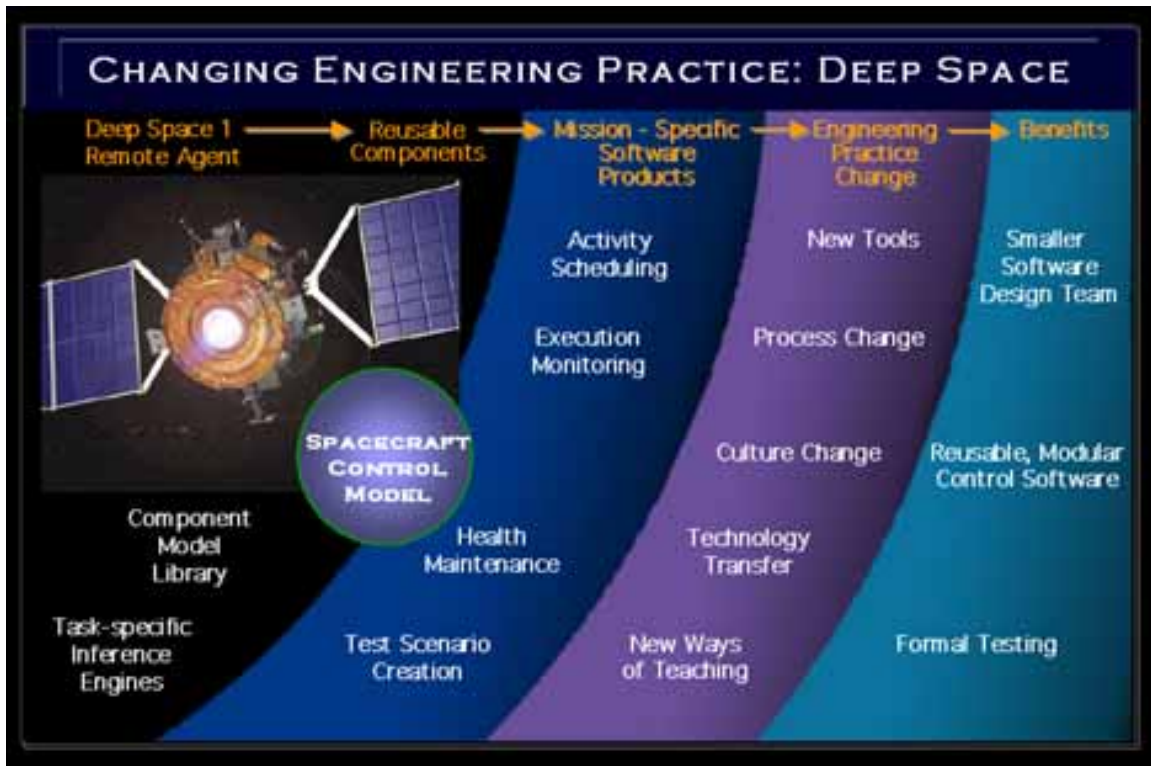 CHANGING ENGINEERING PRACTICE: DEEP SPACE
Deep Space 1
Remote Agent
Reusable
Components
Mission - Specific
Software
Products
Engineering
Practice
Change
Benefits
SPACECRAFT
CONTROL
MODEL
Component
Model
Library
Task-specific
Inference
Engines
Activity
Scheduling
Execution
Monitoring
Health
Maintenance
Test Scenario
Creation
New Tools
Process Change
Culture Change
Technology
Transfer
New Ways
of Teaching
Smaller
Software
Design Team
Reusable, Modular
Control Software
Formal Testing